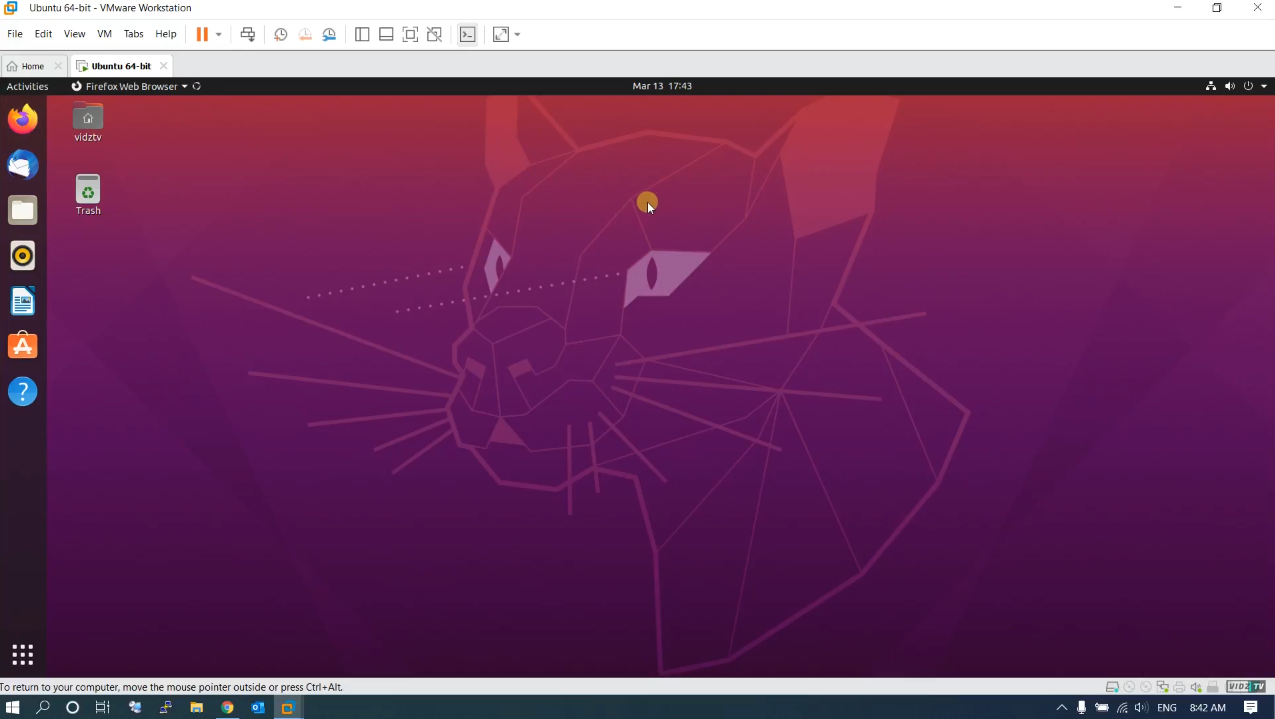 Ubuntu 64-bit - VMware Workstation
File Edit View VM Tabs Help
Home Ubuntu 64-bit
Activities Firefox Web Browser Mar 13 17:43
vidztv
Trash
To return to your computer, move the mouse pointer outside or press Ctrl+Alt.
VIDZ TV
ENG 8:42 AM